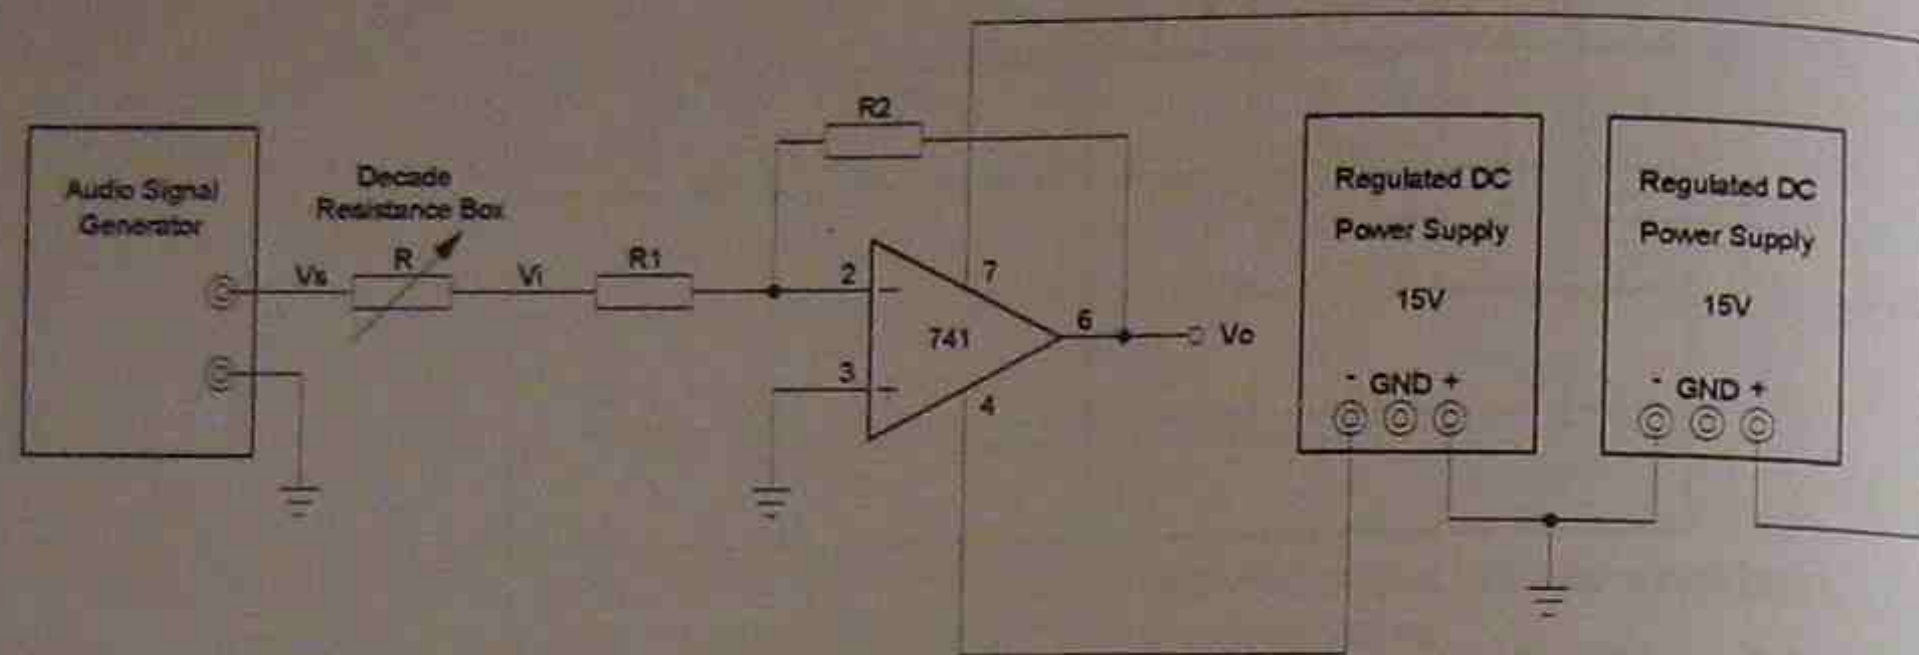 Audio Signal
Generator
Decade
Resistance Box
Vs
R
Vi
R1
R2
2
3
741
7
4
6
Vo
Regulated DC
Power Supply
15V
- GND +
Regulated DC
Power Supply
15V
- GND +